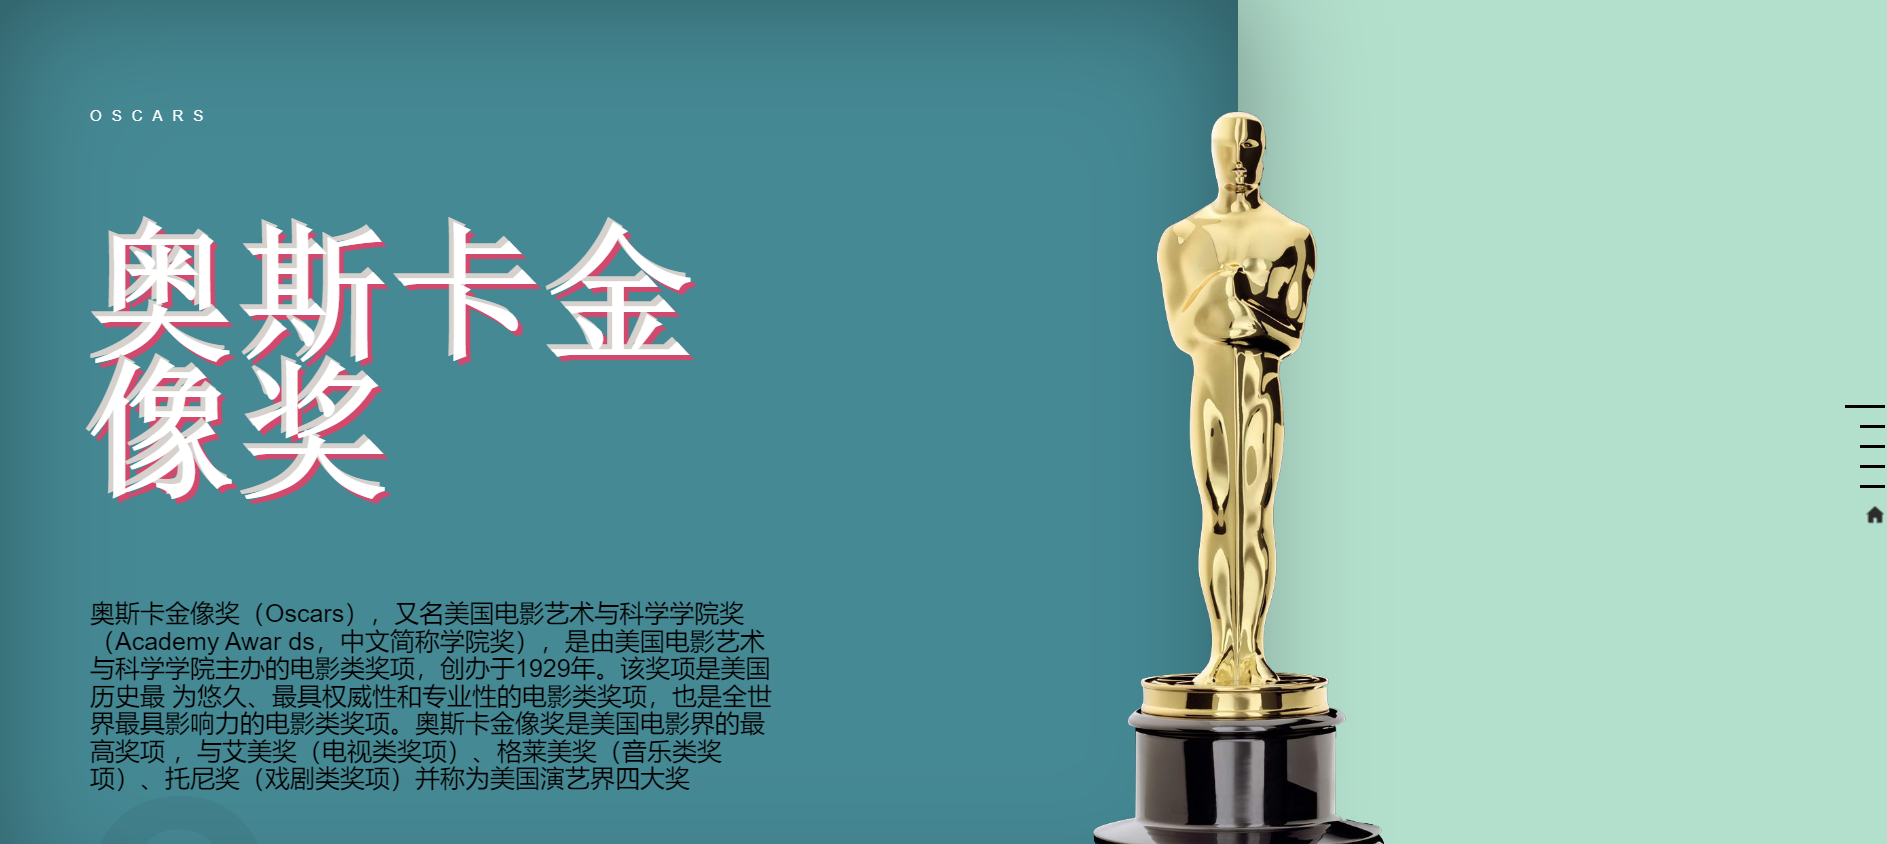 OSCARS
奥斯卡金
像奖
奥斯卡金像奖（Oscars），又名美国电影艺术与科学学院奖
（Academy Awar ds，中文简称学院奖），是由美国电影艺术
与科学学院主办的电影类奖项，创办于1929年。该奖项是美国
历史最 为悠久、最具权威性和专业性的电影类奖项，也是全世
界最具影响力的电影类奖项。奥斯卡金像奖是美国电影界的最
高奖项 ，与艾美奖（电视类奖项）、格莱美奖（音乐类奖
项）、托尼奖（戏剧类奖项）并称为美国演艺界四大奖